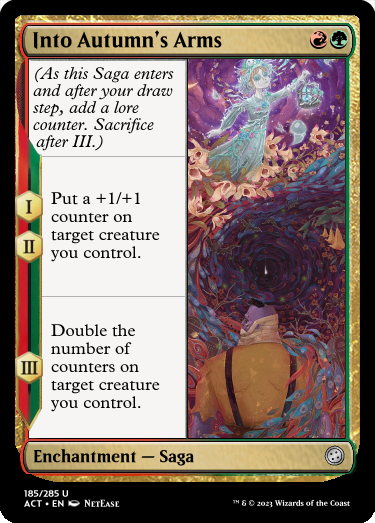 Into Autumn's Arms
(As this Saga enters
and after your draw
step, add a lore
counter. Sacrifice
after III.)
I
II
Put a +1/+1
counter on
target creature
you control.
III
Double the
number of
counters on
target creature
you control.
Enchantment — Saga
185/285 U
ACT • EN NetEase
™ & © 2023 Wizards of the Coast